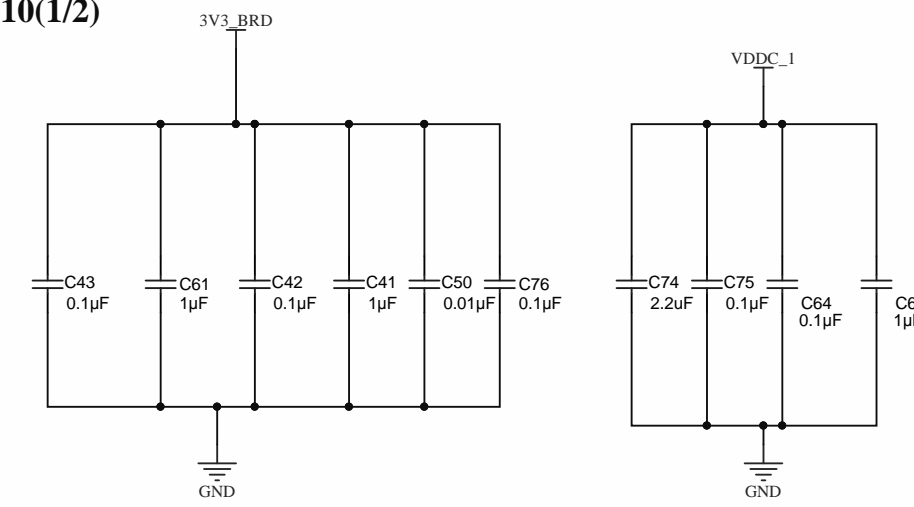 10(1/2)
3V3_BRD
VDDC_1
C43
0.1µF
C61
1µF
C42
0.1µF
C41
1µF
C50
0.01µF
C76
0.1µF
C74
2.2uF
C75
0.1µF
C64
0.1µF
GND
GND